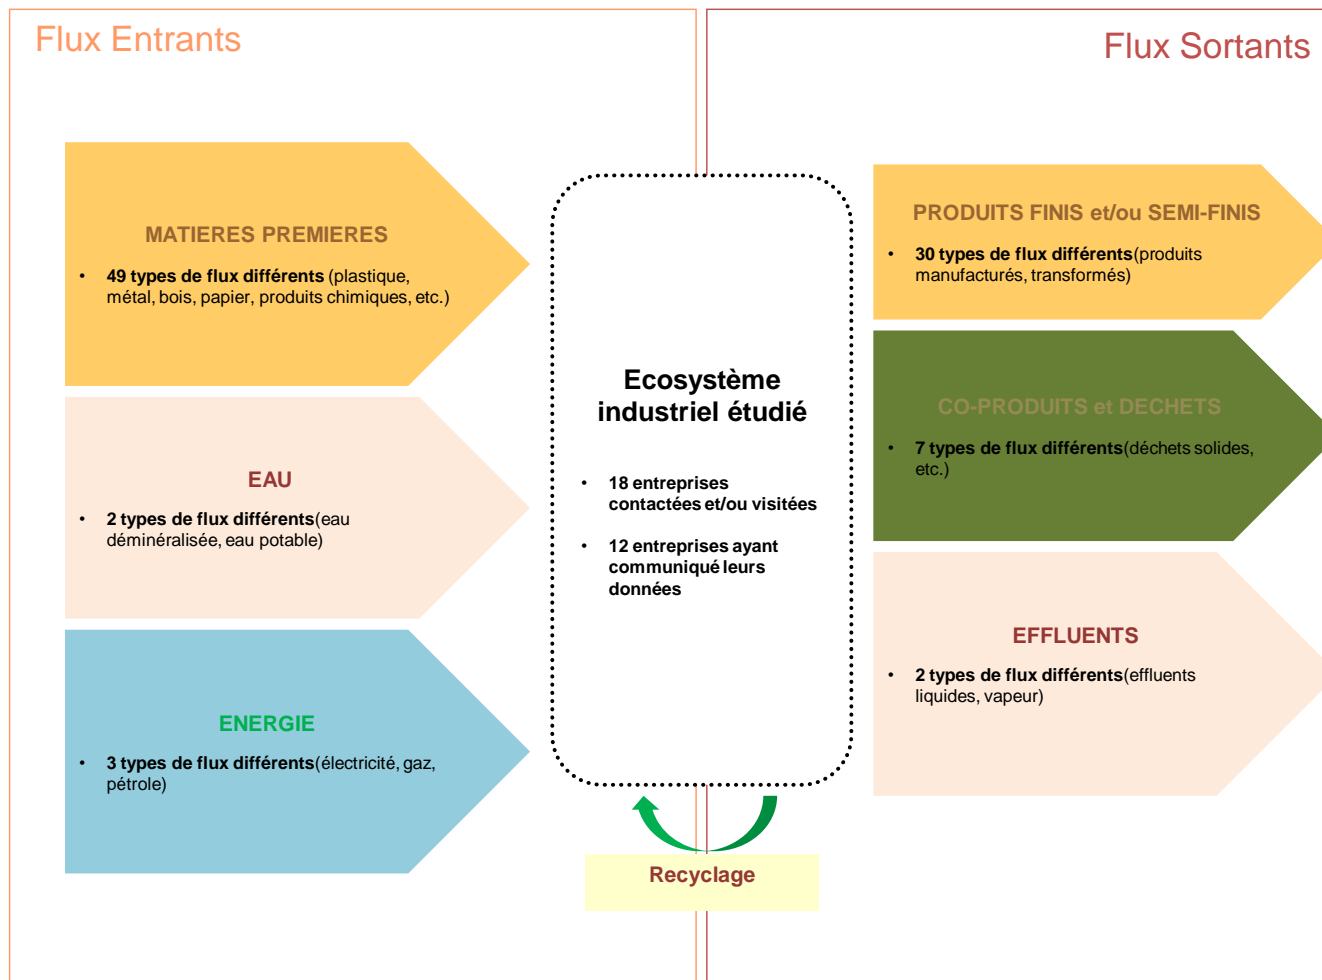 Flux Entrants
Flux Sortants
MATIERES PREMIERES
• 49 types de flux différents (plastique,
métal, bois, papier, produits chimiques, etc.)
EAU
• 2 types de flux différents(eau
déminéralisée, eau potable)
ENERGIE
• 3 types de flux différents(électricité, gaz,
pétrole)
Ecosystème
industriel étudié
• 18 entreprises
contactées et/ou visitées
• 12 entreprises ayant
communiqué leurs
données
Recyclage
PRODUITS FINIS et/ou SEMI-FINIS
• 30 types de flux différents(produits
manufacturés, transformés)
CO-PRODUITS et DECHETS
• 7 types de flux différents(déchets solides,
etc.)
EFFLUENTS
• 2 types de flux différents(effluents
liquides, vapeur)